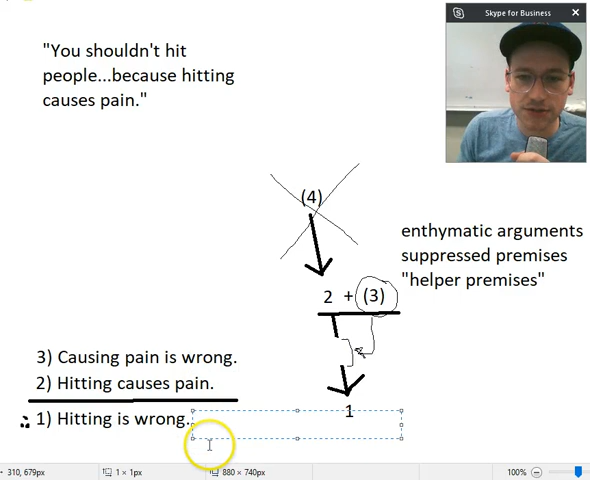 Skype for Business
"You shouldn't hit
people...because hitting
causes pain."
(4)
enthymatic arguments
suppressed premises
"helper premises"
2 + (3)
3) Causing pain is wrong.
2) Hitting causes pain.
1) Hitting is wrong.
1
310, 679px
1 × 1px
880 × 740px
100%